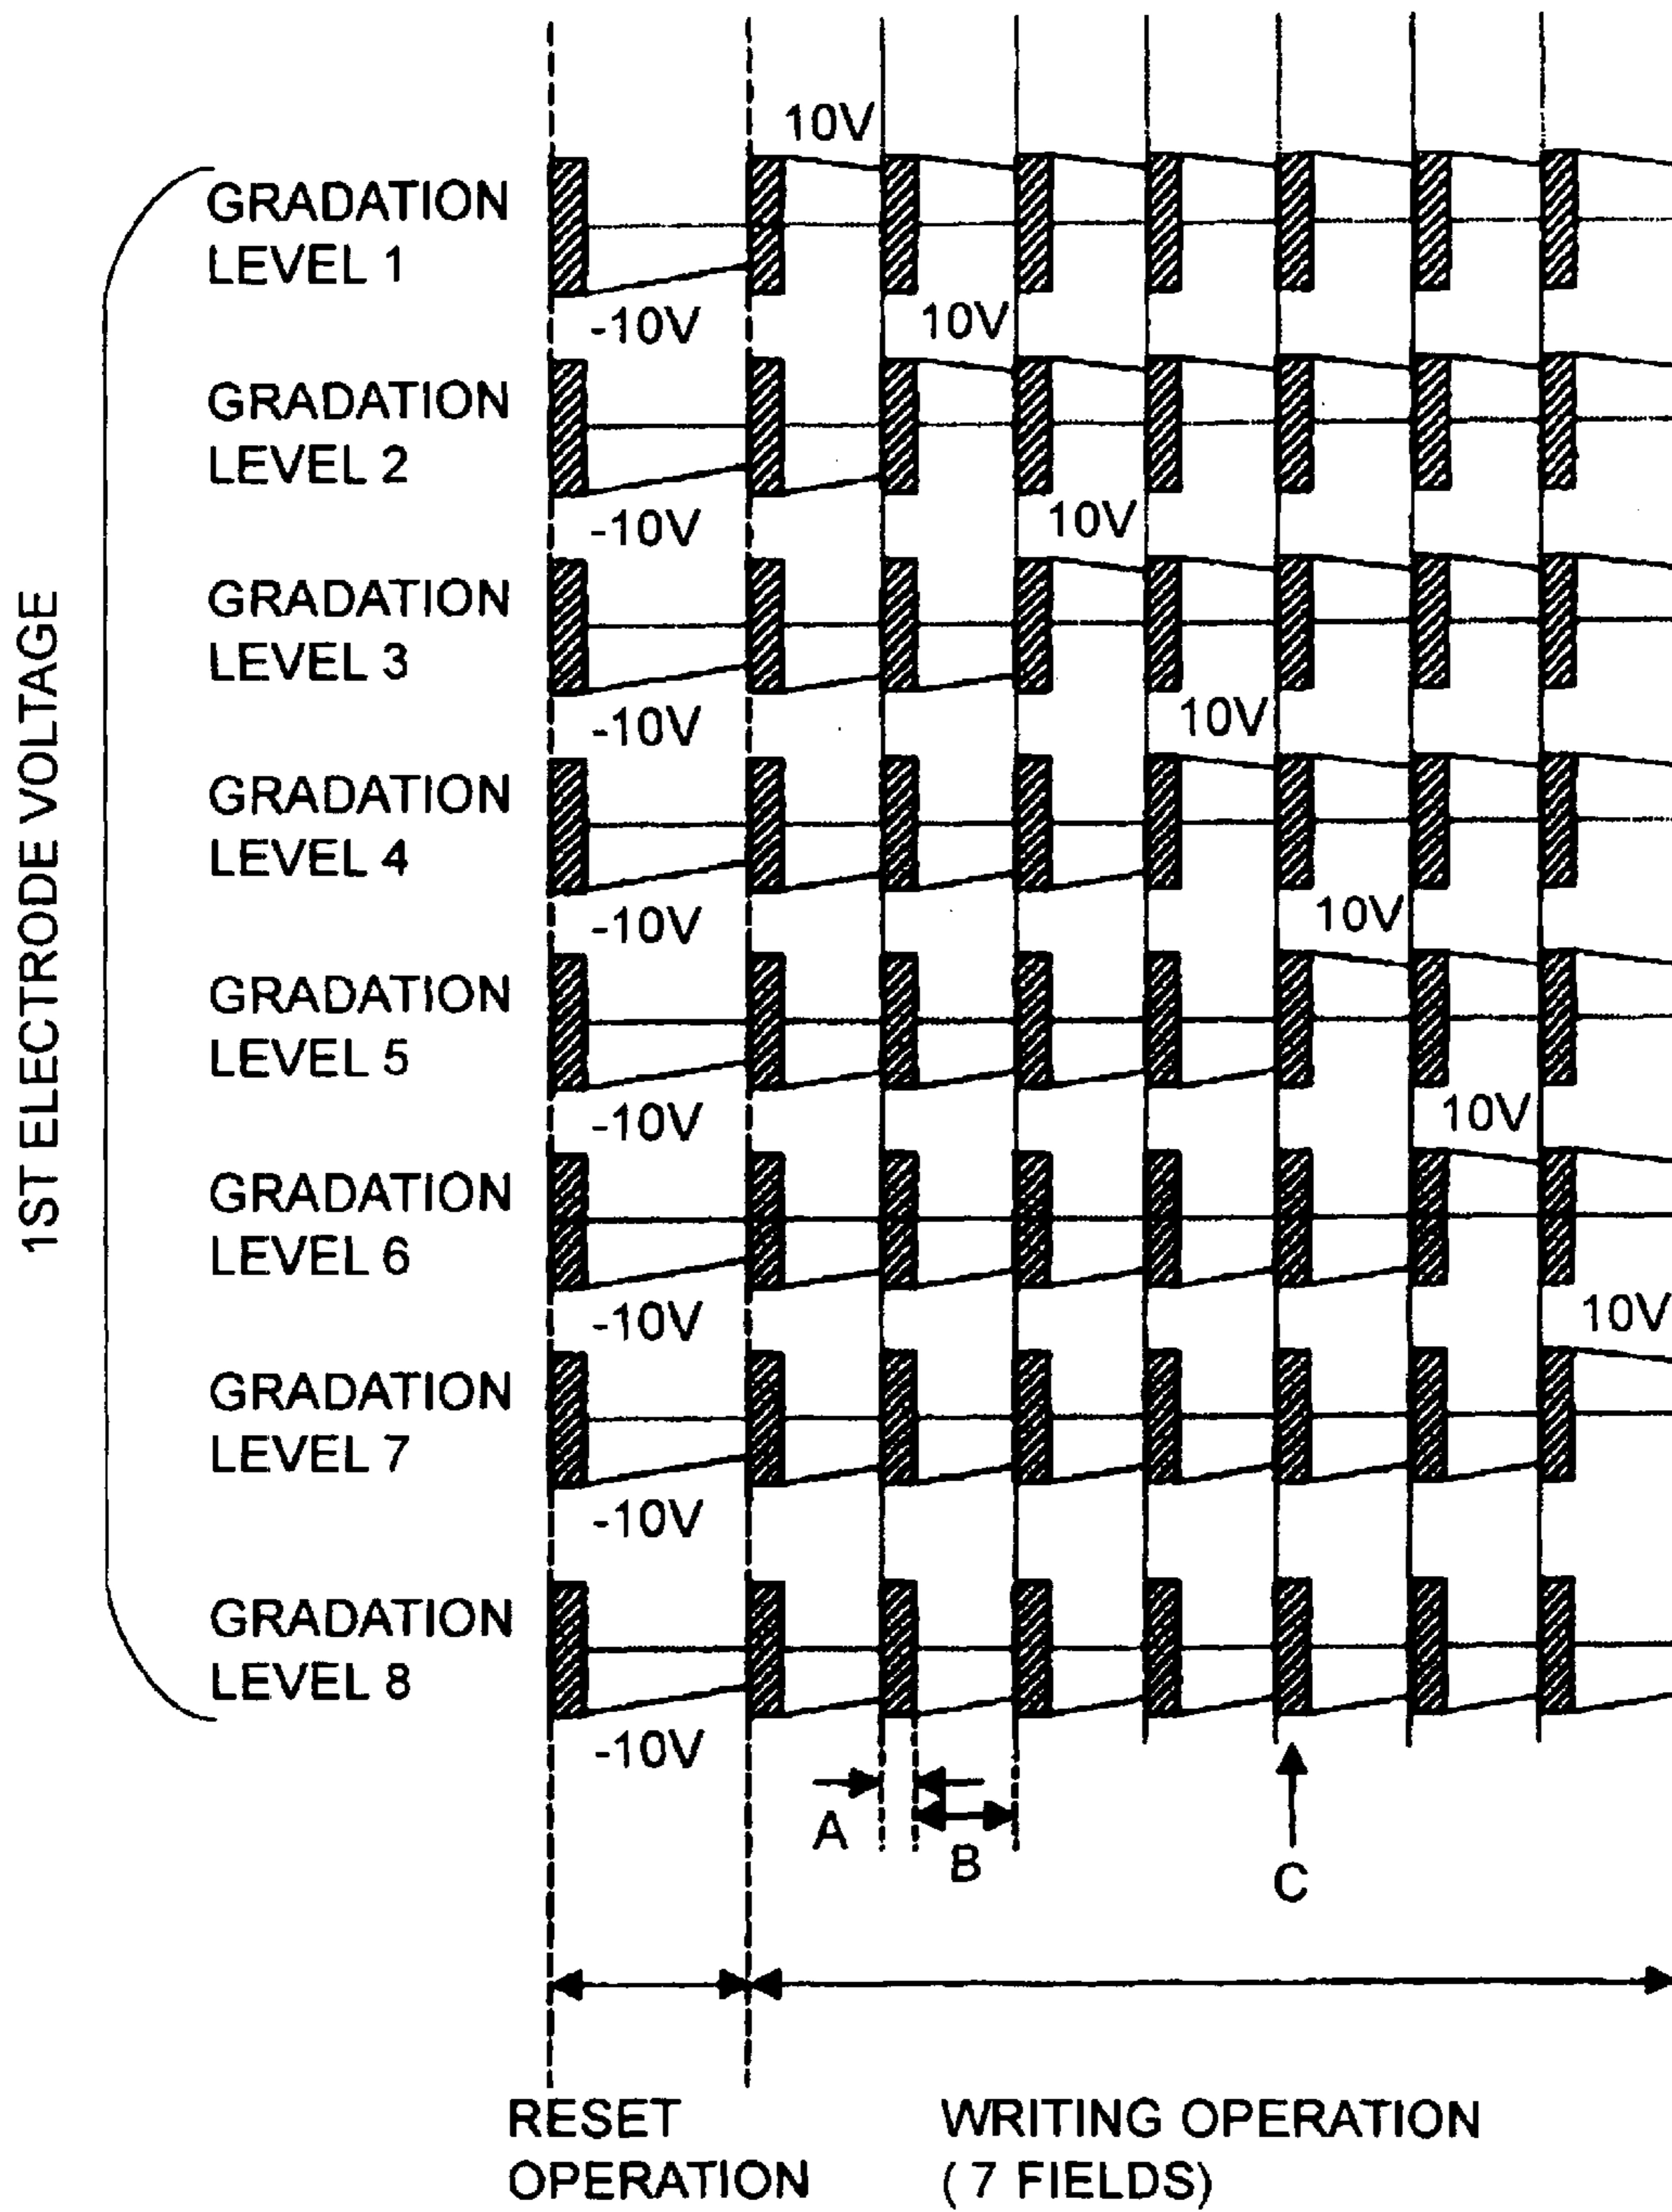 1ST ELECTRODE VOLTAGE
10V
GRADATION
LEVEL 1
-10V
10V
GRADATION
LEVEL 2
-10V
10V
GRADATION
LEVEL 3
-10V
10V
GRADATION
LEVEL 4
-10V
10V
GRADATION
LEVEL 5
-10V
10V
GRADATION
LEVEL 6
-10V
10V
GRADATION
LEVEL 7
-10V
GRADATION
LEVEL 8
-10V
A
B
C
RESET
OPERATION
WRITING OPERATION
( 7 FIELDS)